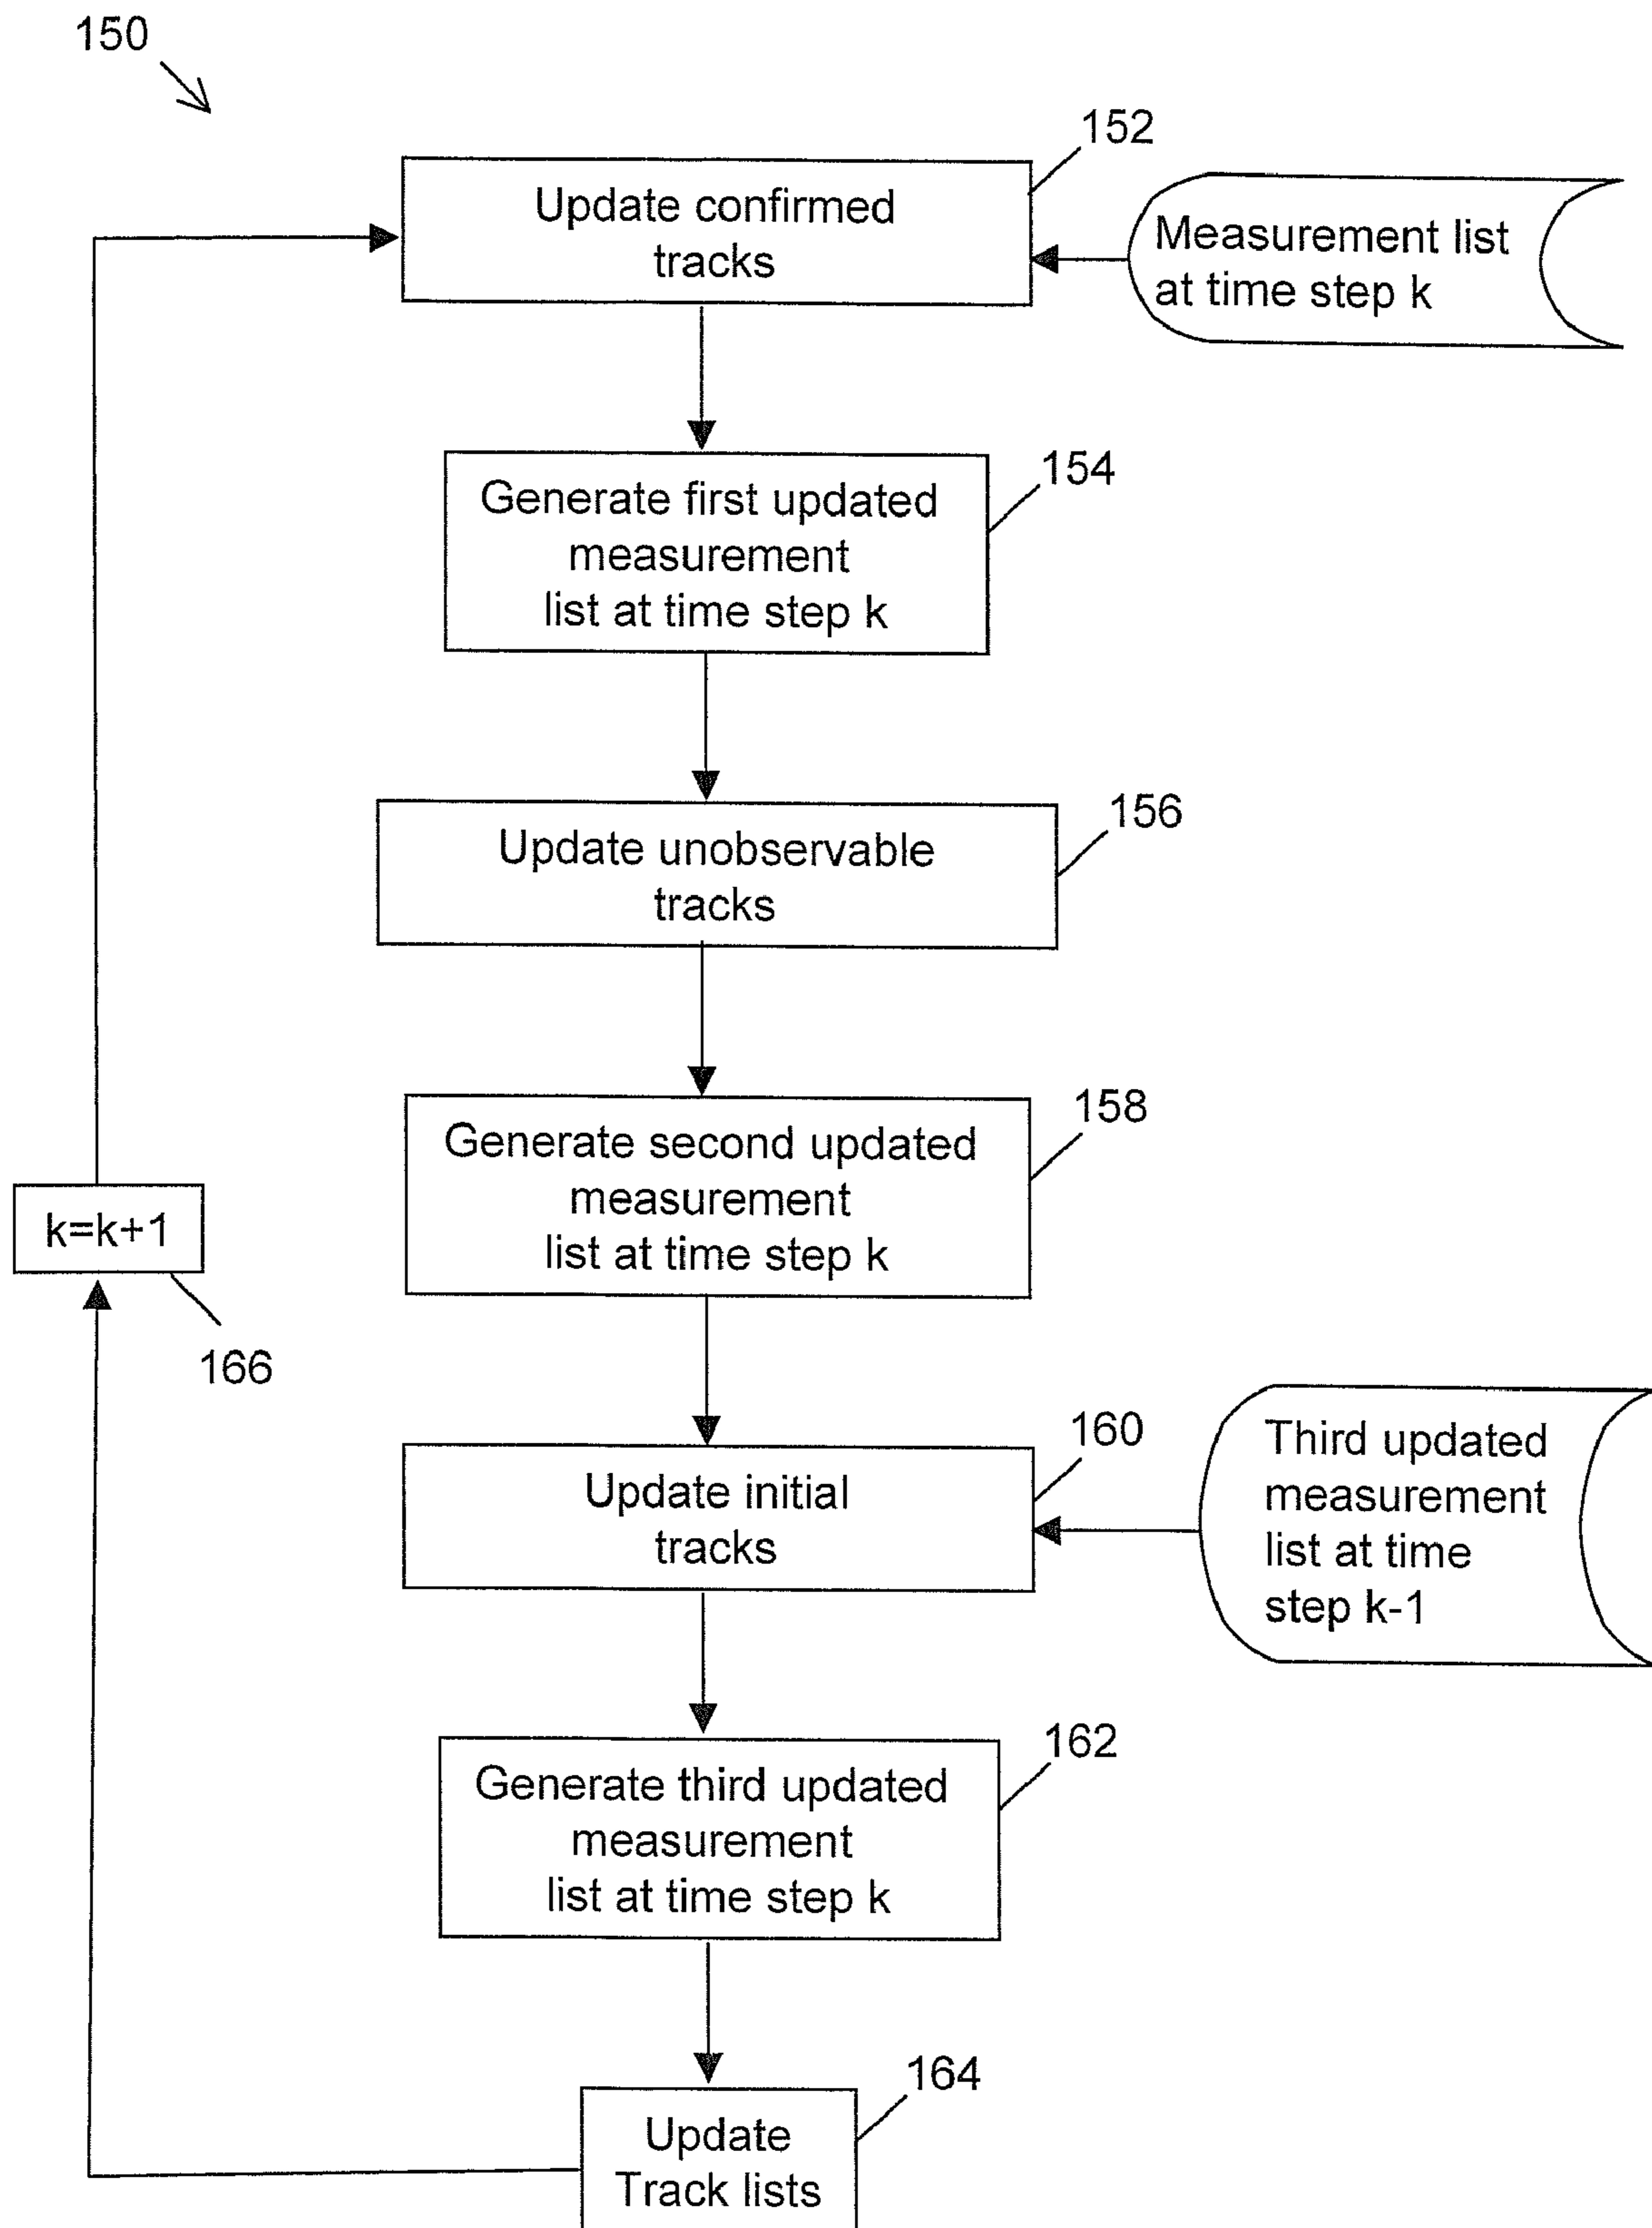 150
152
Update confirmed
tracks
Measurement list
at time step k
154
Generate first updated
measurement
list at time step k
156
Update unobservable
tracks
158
Generate second updated
measurement
list at time step k
k=k+1
166
160
Update initial
tracks
Third updated
measurement
list at time
step k-1
162
Generate third updated
measurement
list at time step k
164
Update
Track lists